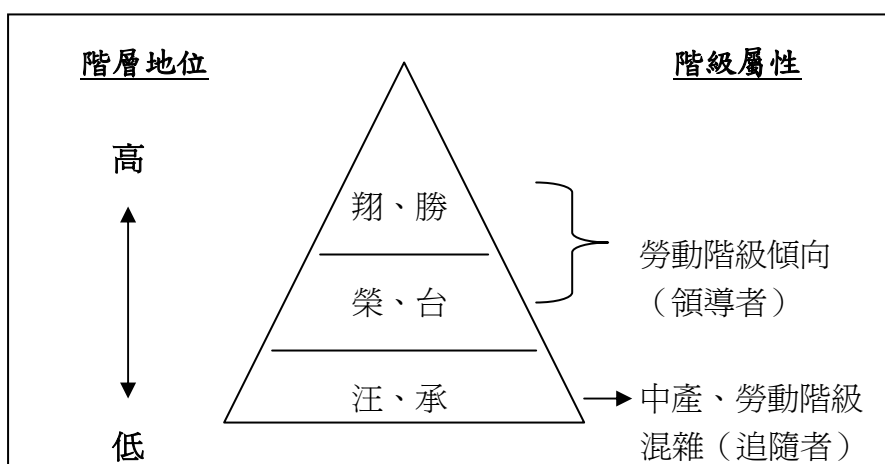 階層地位
階級屬性
高
翔、勝
勞動階級傾向
（領導者）
榮、台
汪、承
中產、勞動階級
混雜（追隨者）
低